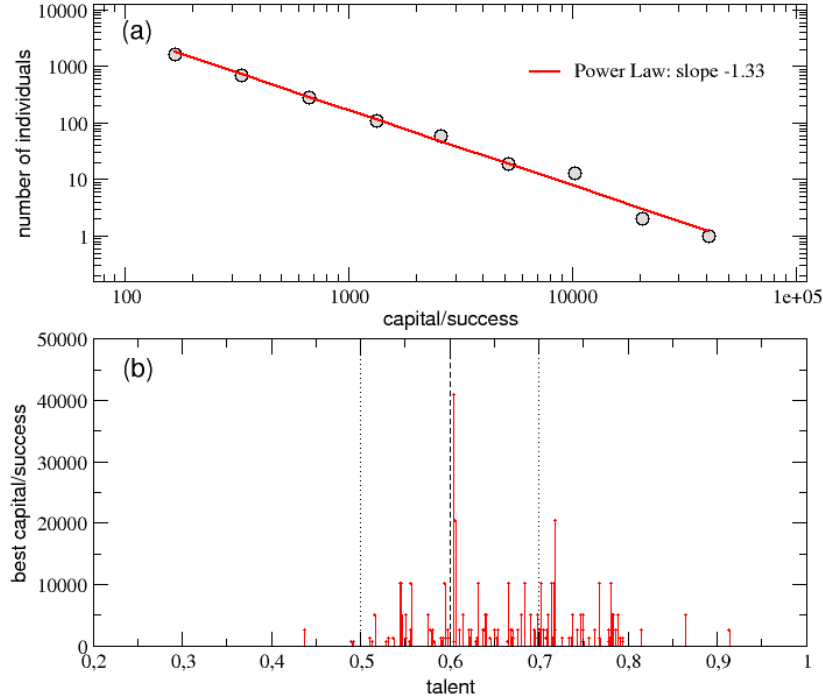 (a)
10000
1000
100
10
1
number of individuals
Power Law: slope -1.33
100
1000
10000
1e+05
capital/success
(b)
50000
40000
30000
20000
10000
0
best capital/success
0,2
0,3
0,4
0,5
0,6
0,7
0,8
0,9
1
talent